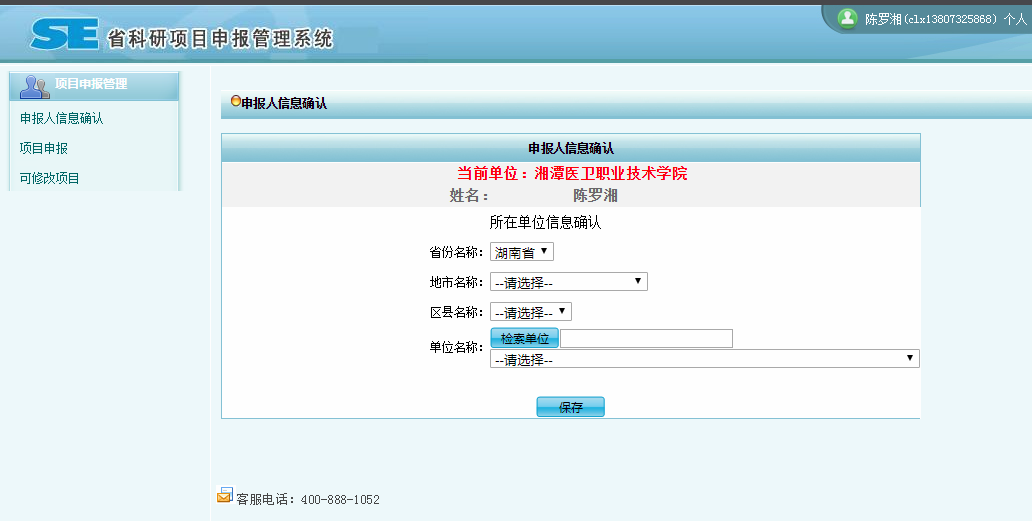 陈罗湘(clx13807325868) 个人
SE 省科研项目申报管理系统
项目申报管理
申报人信息确认
项目申报
可修改项目
申报人信息确认
申报人信息确认
当前单位：湘潭医卫职业技术学院
姓名： 陈罗湘
所在单位信息确认
省份名称： 湖南省
地市名称： --请选择--
区县名称： --请选择--
单位名称： 检索单位
--请选择--
保存
客服电话：400-888-1052